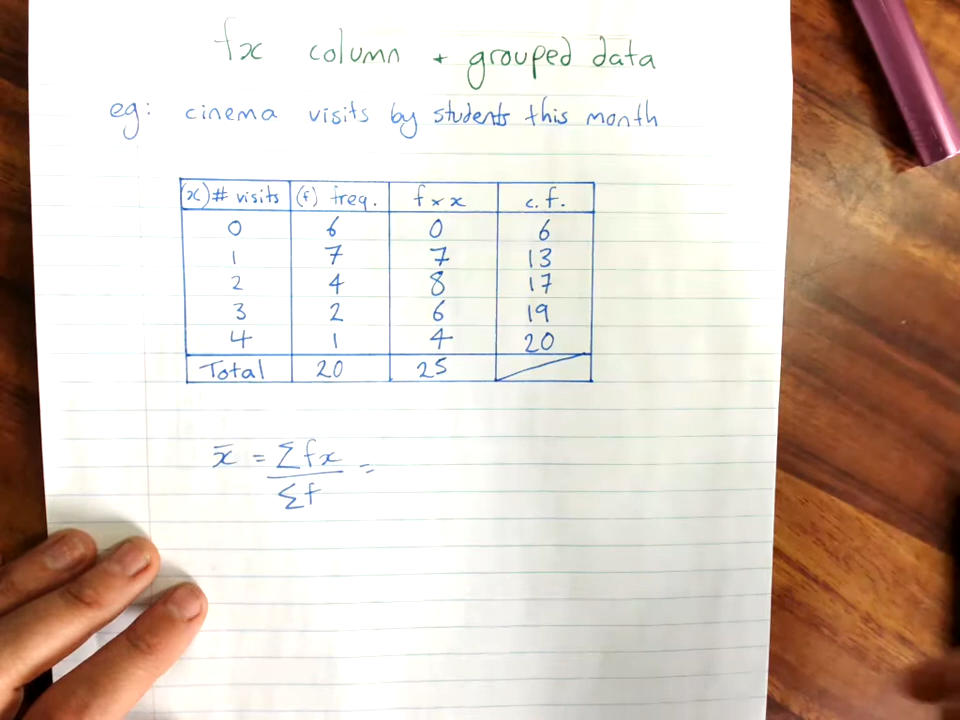 fx column + grouped data
eg: cinema visits by students this month
(x) # visits (f) freq. f × x c.f.
0 6 0 6
1 7 7 13
2 4 8 17
3 2 6 19
4 1 4 20
Total 20 25
x̄ = Σfx =
Σf